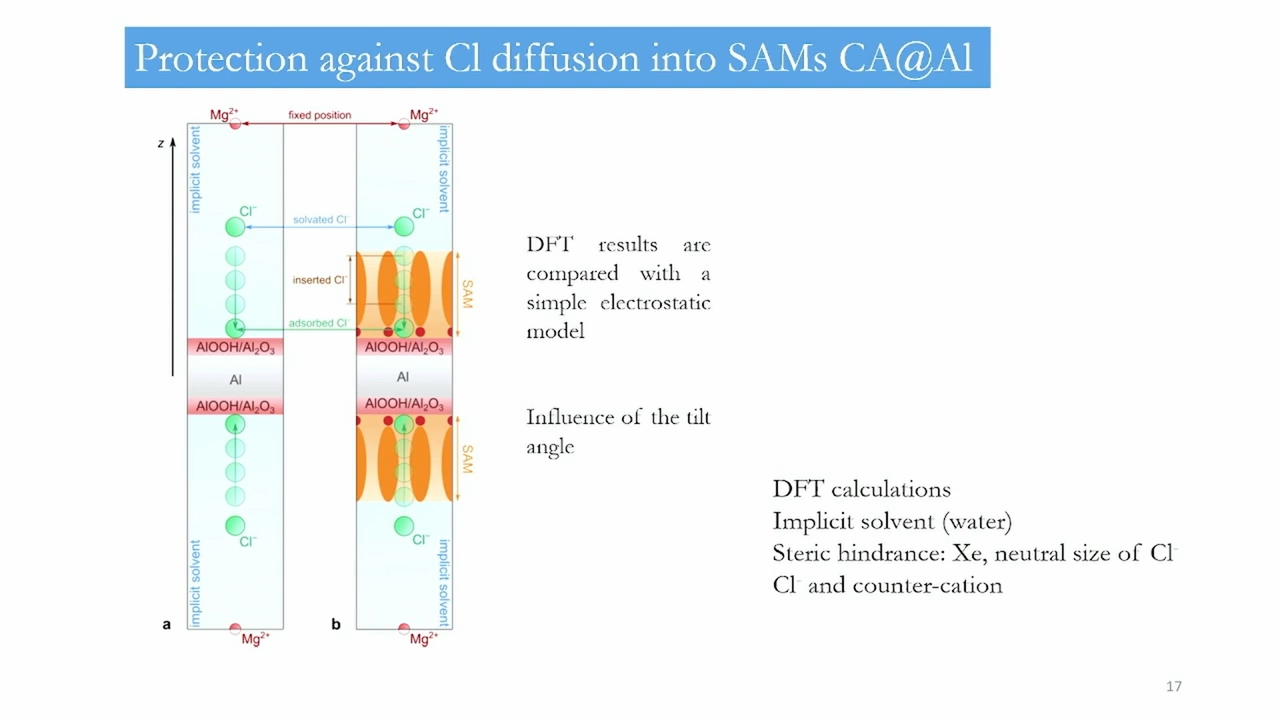 Protection against Cl diffusion into SAMs CA@Al
Mg²⁺
fixed position
Mg²⁺
z
implicit solvent
implicit solvent
Cl⁻
solvated Cl⁻
Cl⁻
inserted Cl⁻
SAM
adsorbed Cl⁻
AlOOH/Al₂O₃
AlOOH/Al₂O₃
Al
Al
AlOOH/Al₂O₃
AlOOH/Al₂O₃
SAM
Cl⁻
Cl⁻
implicit solvent
implicit solvent
a
b
Mg²⁺
Mg²⁺
DFT results are
compared with a
simple electrostatic
model
Influence of the tilt
angle
DFT calculations
Implicit solvent (water)
Steric hindrance: Xe, neutral size of Cl⁻
Cl⁻ and counter-cation
17